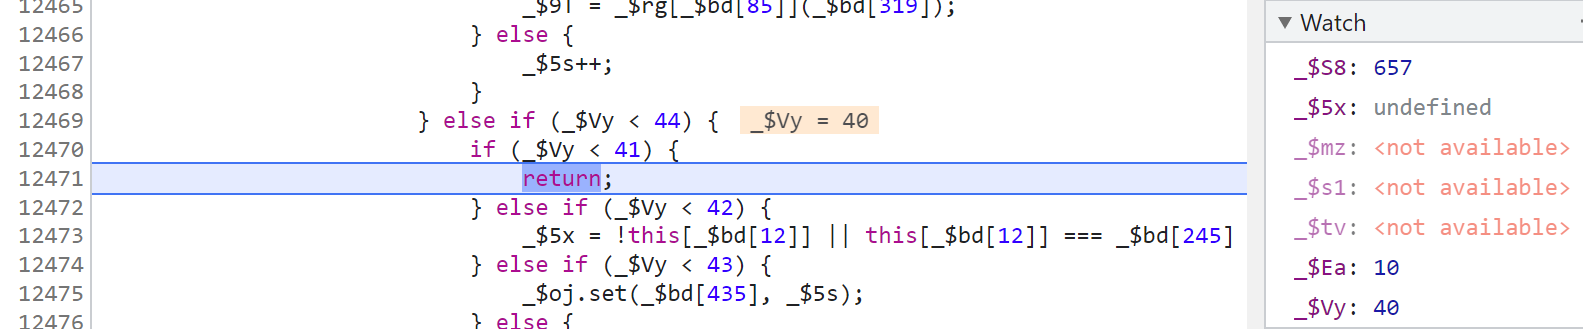 12465 _$9T = _$rg[_$bd[85]](_$bd[319]);
12466 } else {
12467 _$5s++;
12468 }
12469 } else if (_$Vy < 44) { _$Vy = 40
12470 if (_$Vy < 41) {
12471 return;
12472 } else if (_$Vy < 42) {
12473 _$5x = !this[_$bd[12]] || this[_$bd[12]] === _$bd[245]
12474 } else if (_$Vy < 43) {
12475 _$oj.set(_$bd[435], _$5s);
12476 } else {
▼ Watch
_$S8: 657
_$5x: undefined
_$mz: <not available>
_$s1: <not available>
_$tv: <not available>
_$Ea: 10
_$Vy: 40